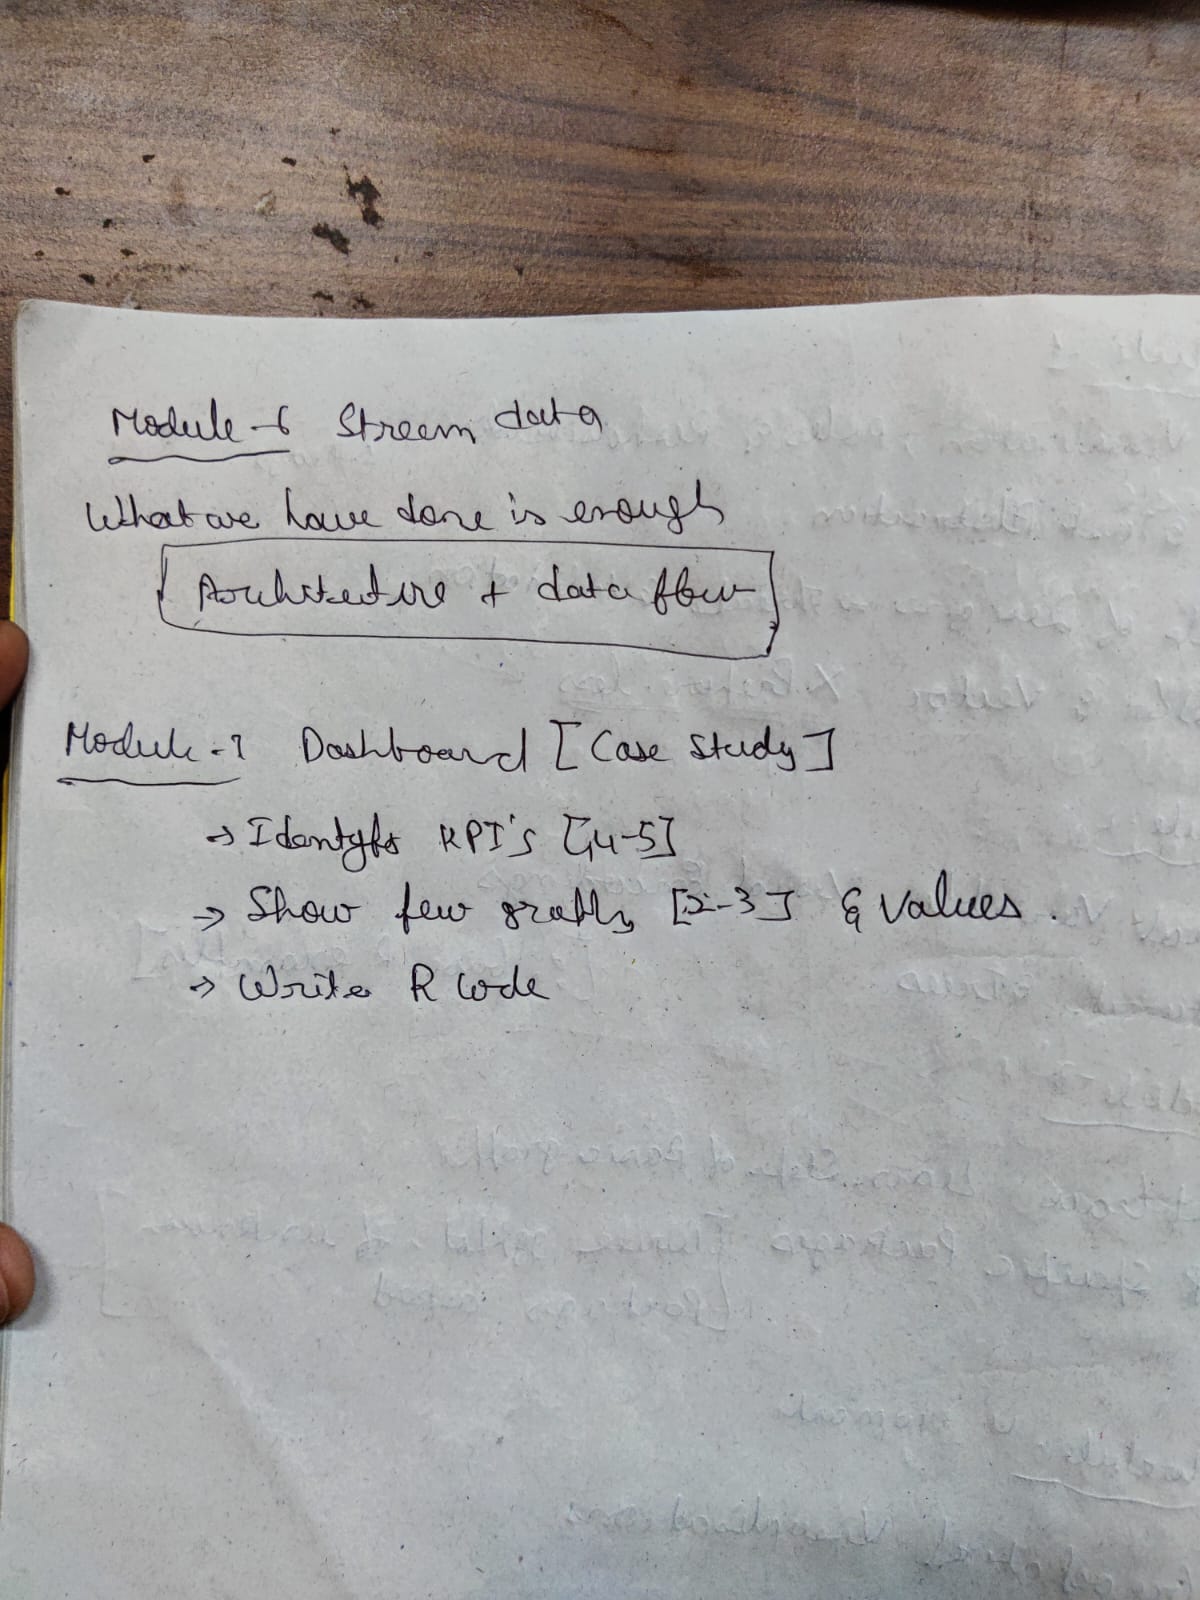 Module-6 Stream data
What we have done is enough
Architecture + data flow
Module-7 Dashboard [Case Study]
→ Identify KPI's [4-5]
→ Show few graphs [2-3] & values.
→ Write R Code